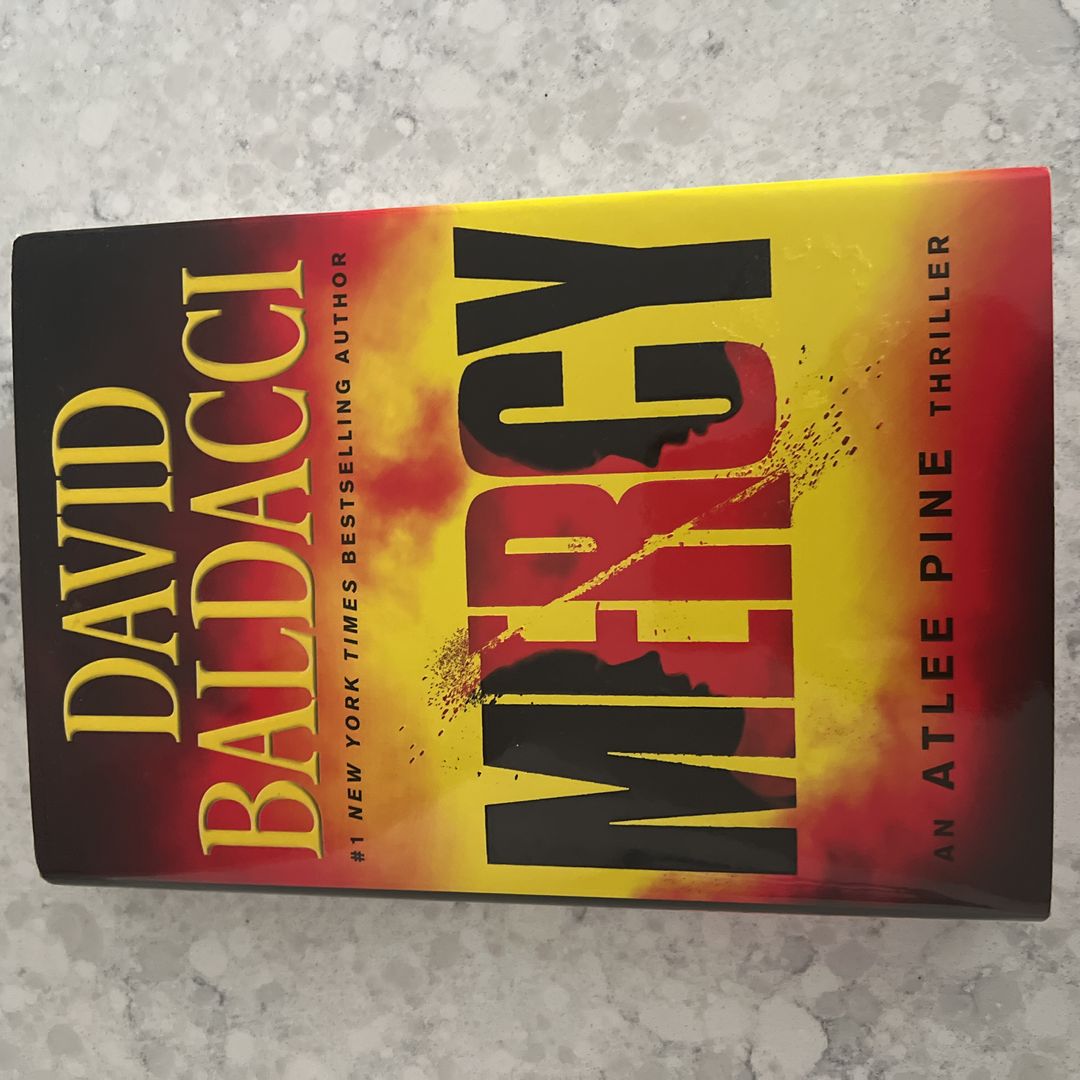 DAVID
BALDACCI
#1 NEW YORK TIMES BESTSELLING AUTHOR
MERCY
AN ATLEE PINE THRILLER